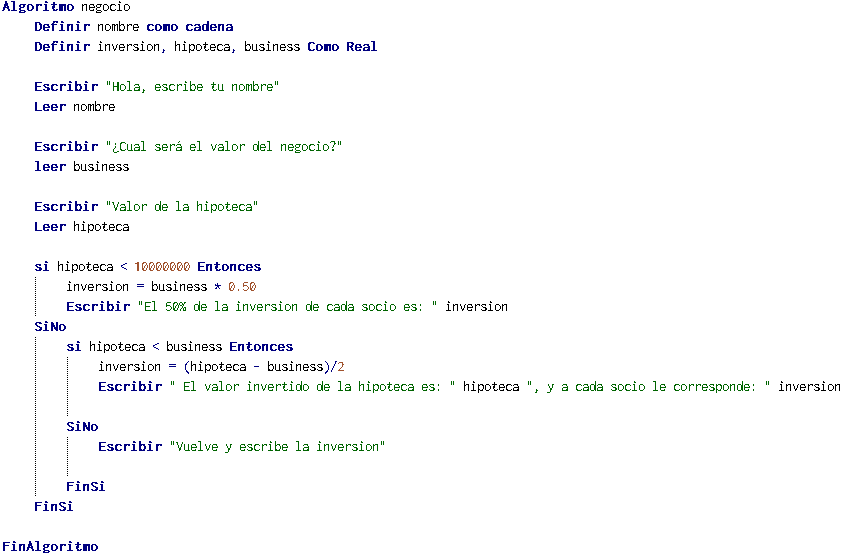 Algoritmo negocio
Definir nombre como cadena
Definir inversion, hipoteca, business Como Real
Escribir "Hola, escribe tu nombre"
Leer nombre
Escribir "¿Cual será el valor del negocio?"
leer business
Escribir "Valor de la hipoteca"
Leer hipoteca
si hipoteca < 10000000 Entonces
inversion = business * 0.50
Escribir "El 50% de la inversion de cada socio es: " inversion
SiNo
si hipoteca < business Entonces
inversion = (hipoteca - business)/2
Escribir " El valor invertido de la hipoteca es: " hipoteca ", y a cada socio le corresponde: " inversion
SiNo
Escribir "Vuelve y escribe la inversion"
FinSi
FinSi
FinAlgoritmo